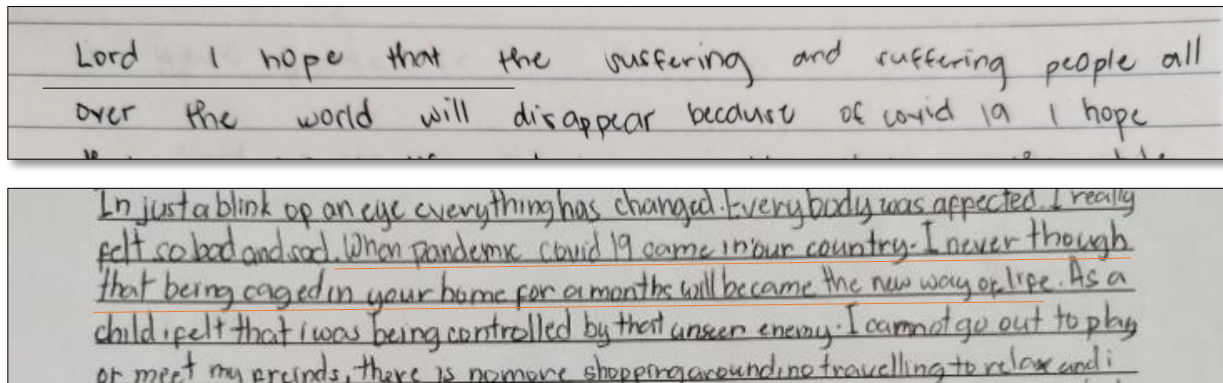 Lord I hope that the susfering and suffering people all
over the world will disappear because of covid 19 I hope
In just a blink op an eye everything has changed. Everybody was appected. I really
felt so bad and sad. When pandemic covid 19 came in our country. I never though
that being caged in your home for a months will became the new way op lipe. As a
child i felt that i was being controlled by that unseen enemy. I cannot go out to play
or meet my preinds, there is nomore shopping around, no travelling to relax and i